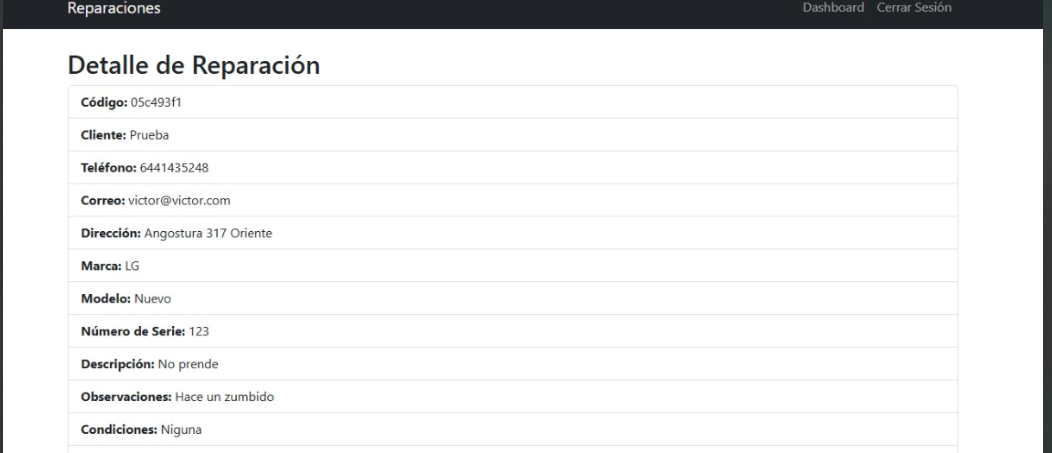 Reparaciones
Dashboard Cerrar Sesión
Detalle de Reparación
Código: 05c493f1
Cliente: Prueba
Teléfono: 6441435248
Correo: victor@victor.com
Dirección: Angostura 317 Oriente
Marca: LG
Modelo: Nuevo
Número de Serie: 123
Descripción: No prende
Observaciones: Hace un zumbido
Condiciones: Niguna